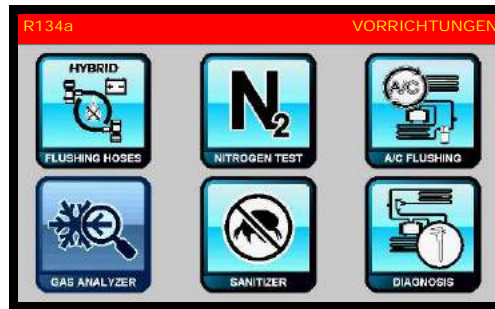 R134a VORRICHTUNGEN
HYBRID
FLUSHING HOSES
N2
NITROGEN TEST
A/C
A/C FLUSHING
GAS ANALYZER
SANITIZER
DIAGNOSIS